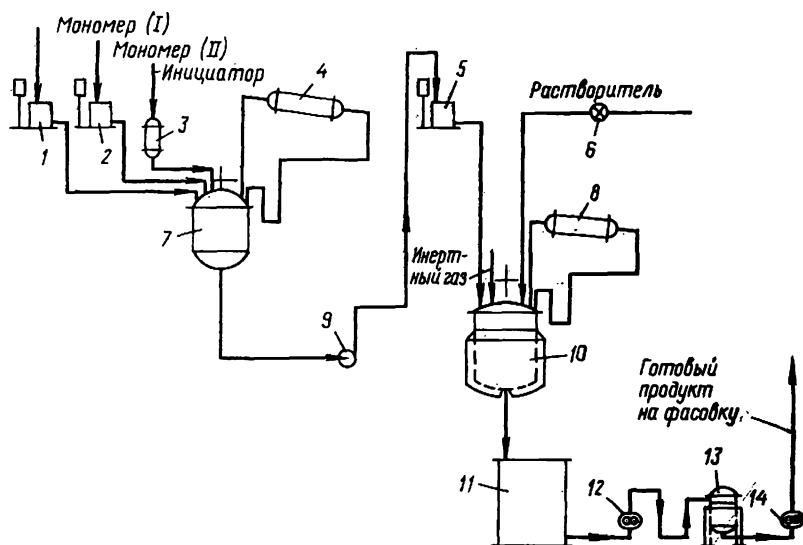 Мономер (I)
Мономер (II)
Инициатор
1
2
3
4
5
Растворитель
6
7
8
Инерт-
ный газ
9
10
Готовый
продукт
на фасовку
11
12
13
14